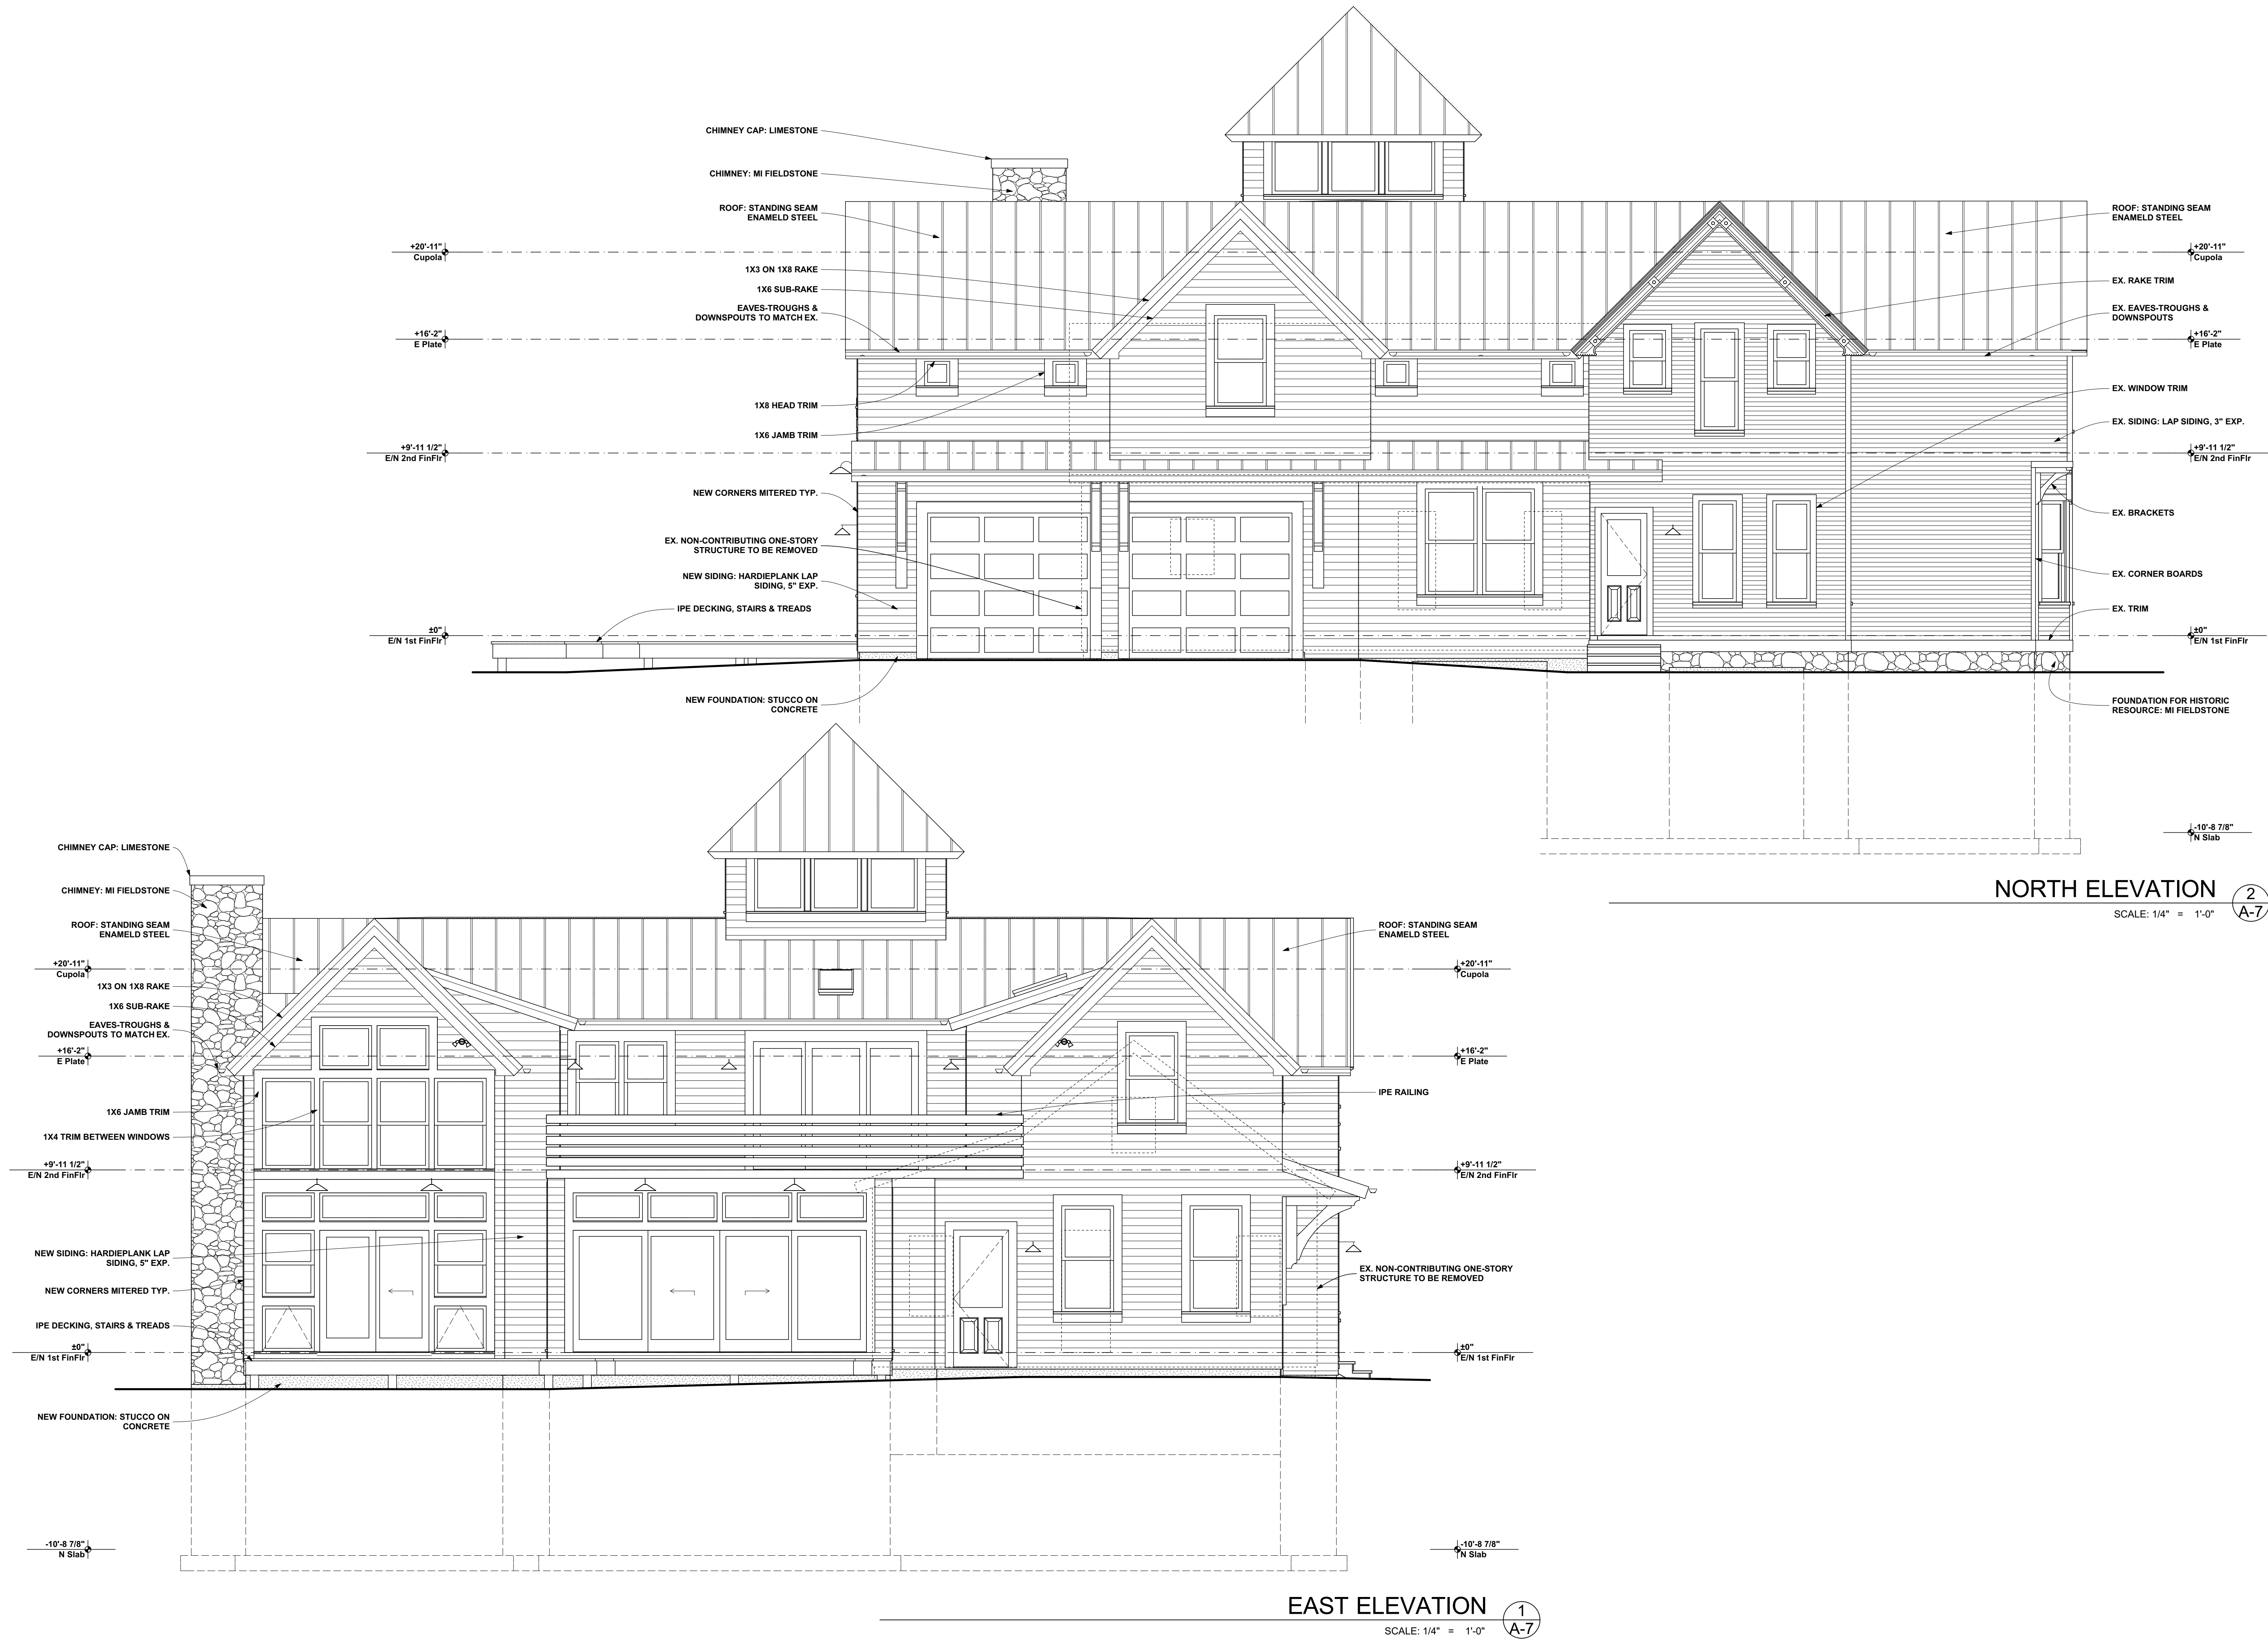 CHIMNEY CAP: LIMESTONE
CHIMNEY: MI FIELDSTONE
ROOF: STANDING SEAM
ENAMELD STEEL
+20'-11"
Cupola
1X3 ON 1X8 RAKE
1X6 SUB-RAKE
EAVES-TROUGHS &
DOWNSPOUTS TO MATCH EX.
+16'-2"
E Plate
1X8 HEAD TRIM
1X6 JAMB TRIM
+9'-11 1/2"
E/N 2nd FinFlr
NEW CORNERS MITERED TYP.
EX. NON-CONTRIBUTING ONE-STORY
STRUCTURE TO BE REMOVED
NEW SIDING: HARDIEPLANK LAP
SIDING, 5" EXP.
IPE DECKING, STAIRS & TREADS
±0"
E/N 1st FinFlr
NEW FOUNDATION: STUCCO ON
CONCRETE
ROOF: STANDING SEAM
ENAMELD STEEL
+20'-11"
Cupola
EX. RAKE TRIM
EX. EAVES-TROUGHS &
DOWNSPOUTS
+16'-2"
E Plate
EX. WINDOW TRIM
EX. SIDING: LAP SIDING, 3" EXP.
+9'-11 1/2"
E/N 2nd FinFlr
EX. BRACKETS
EX. CORNER BOARDS
EX. TRIM
±0"
E/N 1st FinFlr
FOUNDATION FOR HISTORIC
RESOURCE: MI FIELDSTONE
-10'-8 7/8"
N Slab
NORTH ELEVATION
2
A-7
SCALE: 1/4" = 1'-0"
CHIMNEY CAP: LIMESTONE
CHIMNEY: MI FIELDSTONE
ROOF: STANDING SEAM
ENAMELD STEEL
+20'-11"
Cupola
1X3 ON 1X8 RAKE
1X6 SUB-RAKE
EAVES-TROUGHS &
DOWNSPOUTS TO MATCH EX.
+16'-2"
E Plate
1X6 JAMB TRIM
1X4 TRIM BETWEEN WINDOWS
+9'-11 1/2"
E/N 2nd FinFlr
NEW SIDING: HARDIEPLANK LAP
SIDING, 5" EXP.
NEW CORNERS MITERED TYP.
IPE DECKING, STAIRS & TREADS
±0"
E/N 1st FinFlr
NEW FOUNDATION: STUCCO ON
CONCRETE
-10'-8 7/8"
N Slab
ROOF: STANDING SEAM
ENAMELD STEEL
+20'-11"
Cupola
+16'-2"
E Plate
IPE RAILING
+9'-11 1/2"
E/N 2nd FinFlr
EX. NON-CONTRIBUTING ONE-STORY
STRUCTURE TO BE REMOVED
±0"
E/N 1st FinFlr
-10'-8 7/8"
N Slab
EAST ELEVATION
1
A-7
SCALE: 1/4" = 1'-0"